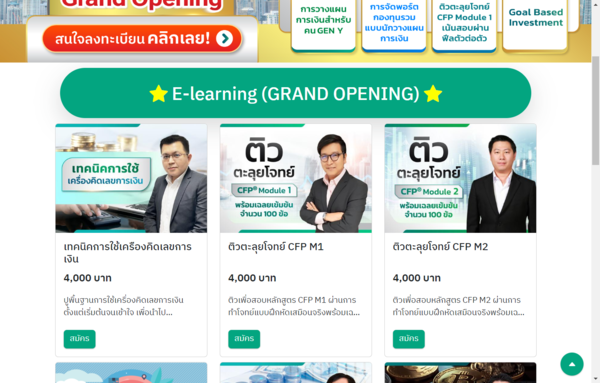 Grand Opening
สนใจลงทะเบียน คลิกเลย!
การวางแผน
การเงินสำหรับ
คน GEN Y
การจัดพอร์ต
กองทุนรวม
แบบนักวางแผน
การเงิน
ติวตะลุยโจทย์
CFP Module 1
เน้นสอบผ่าน
ฟีลตัวต่อตัว
Goal Based
Investment
E-learning (GRAND OPENING)
เทคนิคการใช้
เครื่องคิดเลขการเงิน
ติว
ตะลุยโจทย์
CFP® Module 1
พร้อมเฉลยเข้มข้น
จำนวน 100 ข้อ
ติว
ตะลุยโจทย์
CFP® Module 2
พร้อมเฉลยเข้มข้น
จำนวน 100 ข้อ
เทคนิคการใช้เครื่องคิดเลขการ
เงิน
4,000 บาท
ปูพื้นฐานการใช้เครื่องคิดเลขการเงิน
ตั้งแต่เริ่มต้นจนเข้าใจ เพื่อนำไป...
สมัคร
ติวตะลุยโจทย์ CFP M1
4,000 บาท
ติวเพื่อสอบหลักสูตร CFP M1 ผ่านการ
ทำโจทย์แบบฝึกหัดเสมือนจริงพร้อมเฉ...
สมัคร
ติวตะลุยโจทย์ CFP M2
4,000 บาท
ติวเพื่อสอบหลักสูตร CFP M2 ผ่านการ
ทำโจทย์แบบฝึกหัดเสมือนจริงพร้อมเฉ...
สมัคร